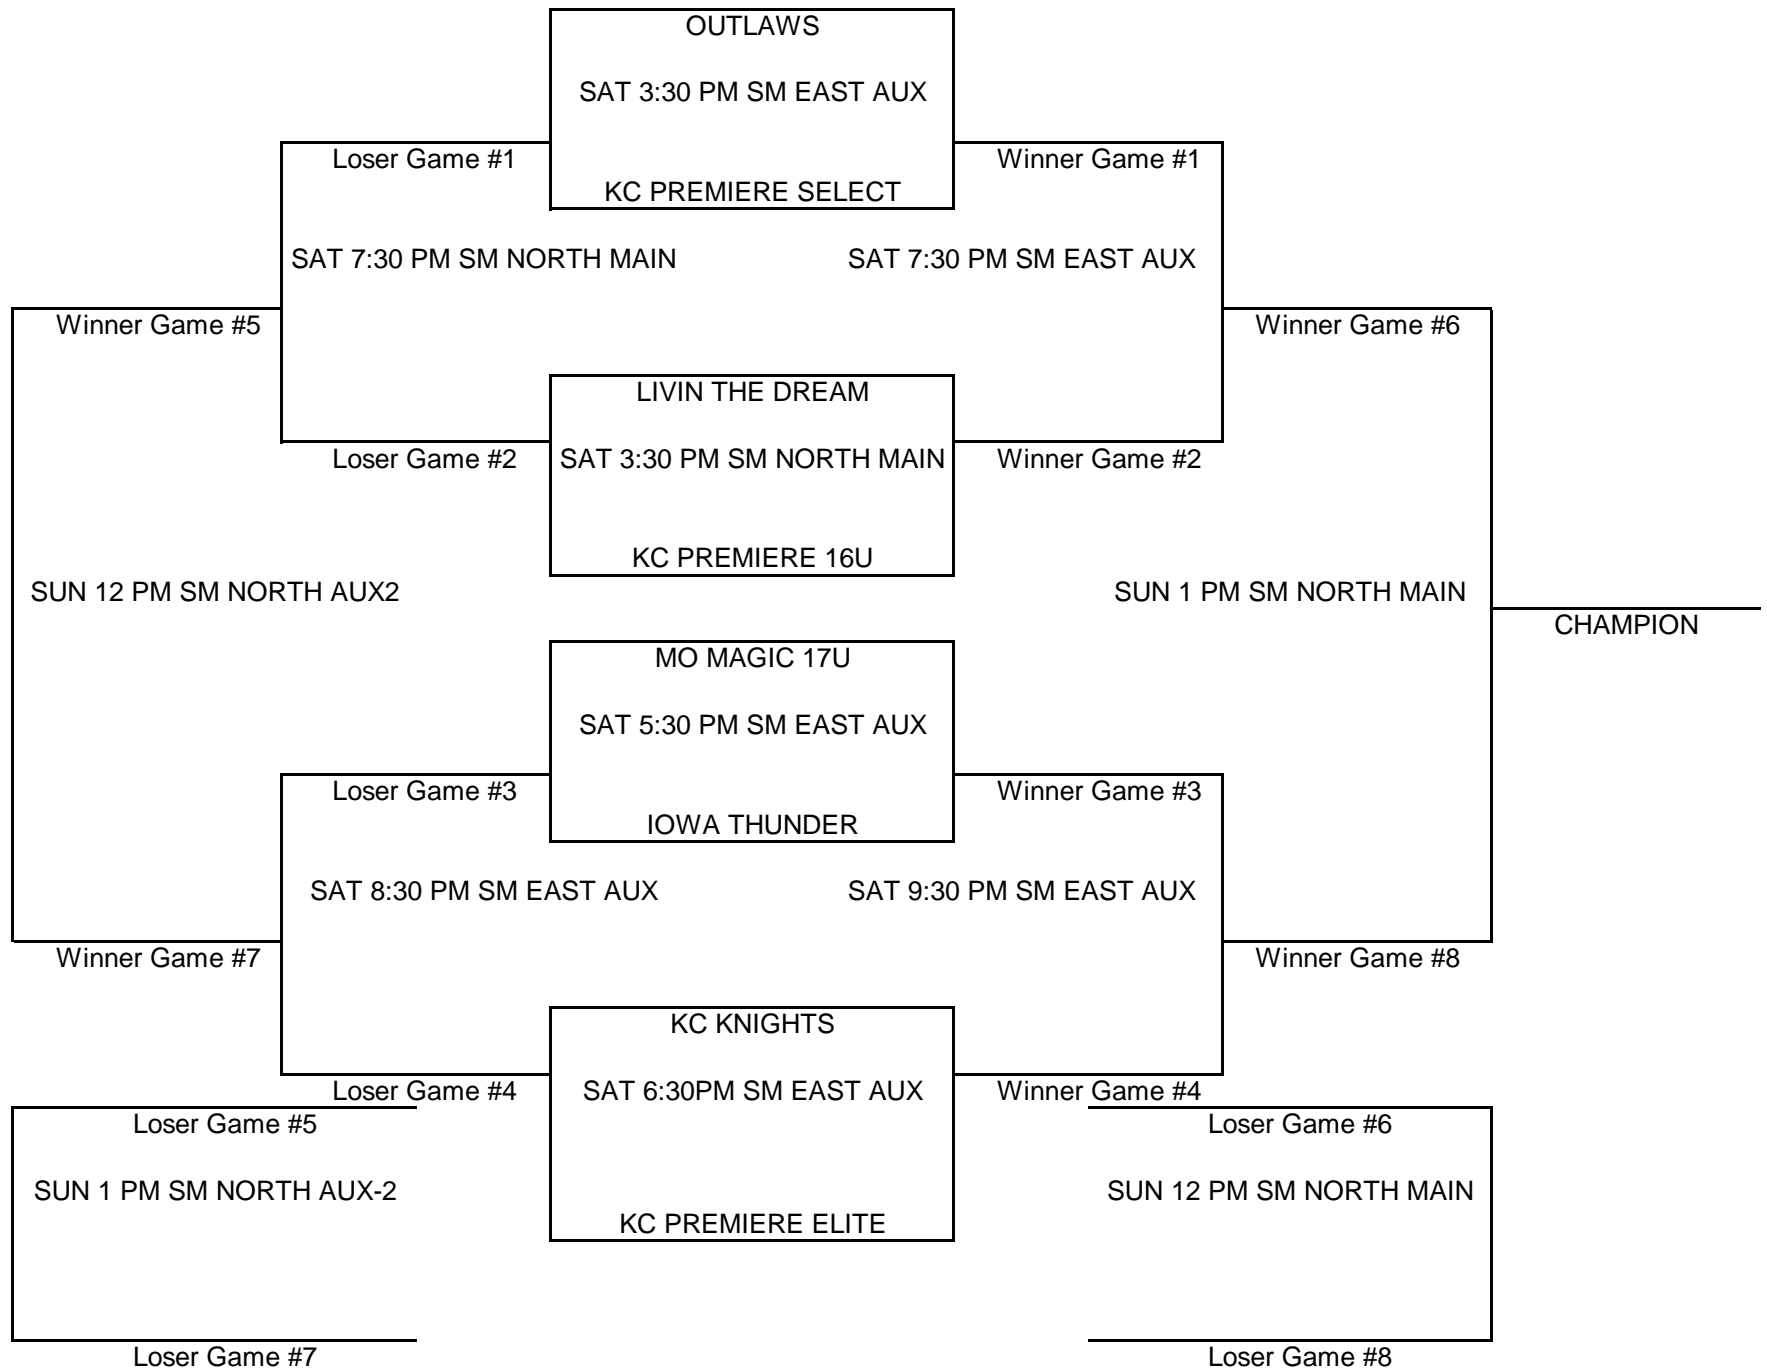 OUTLAWS
SAT 3:30 PM SM EAST AUX
Loser Game #1
Winner Game #1
KC PREMIERE SELECT
SAT 7:30 PM SM NORTH MAIN
SAT 7:30 PM SM EAST AUX
Winner Game #5
Winner Game #6
LIVIN THE DREAM
Loser Game #2
SAT 3:30 PM SM NORTH MAIN
Winner Game #2
KC PREMIERE 16U
SUN 12 PM SM NORTH AUX2
SUN 1 PM SM NORTH MAIN
CHAMPION
MO MAGIC 17U
SAT 5:30 PM SM EAST AUX
Loser Game #3
Winner Game #3
IOWA THUNDER
SAT 8:30 PM SM EAST AUX
SAT 9:30 PM SM EAST AUX
Winner Game #7
Winner Game #8
KC KNIGHTS
Loser Game #4
SAT 6:30PM SM EAST AUX
Winner Game #4
Loser Game #5
Loser Game #6
SUN 1 PM SM NORTH AUX-2
SUN 12 PM SM NORTH MAIN
KC PREMIERE ELITE
Loser Game #7
Loser Game #8